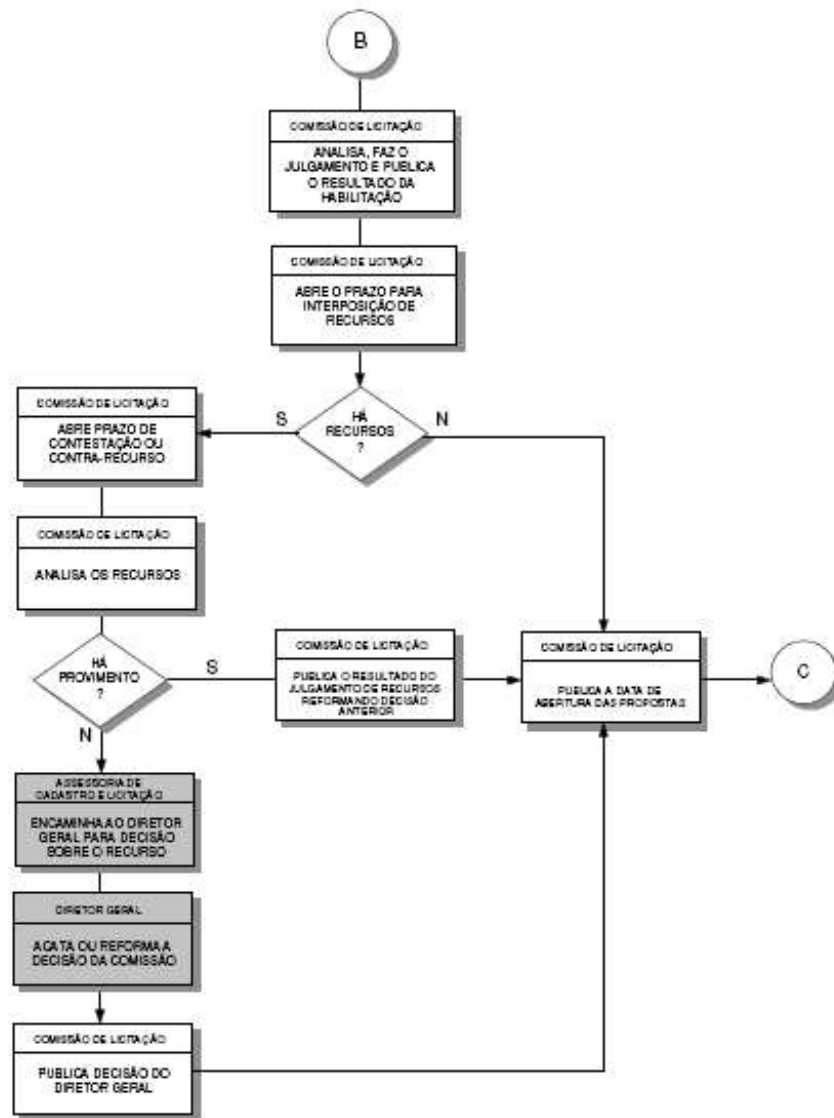 B
COMISSÃO DE LICITAÇÃO
ANALISA, FAZ O
JULGAMENTO E PUBLICA
O RESULTADO DA
HABILITAÇÃO
COMISSÃO DE LICITAÇÃO
ABRE O PRAZO PARA
INTERPOSIÇÃO DE
RECURSOS
HÁ
RECURSOS
?
S
N
COMISSÃO DE LICITAÇÃO
ABRE PRAZO DE
CONTESTAÇÃO OU
CONTRA-RECURSO
COMISSÃO DE LICITAÇÃO
ANALISA OS RECURSOS
HÁ
PROVIMENTO
?
S
N
COMISSÃO DE LICITAÇÃO
PUBLICA O RESULTADO DO
JULGAMENTO DE RECURSOS
REFORMANDO DECISÃO
ANTERIOR
COMISSÃO DE LICITAÇÃO
PUBLICA A DATA DE
ABERTURA DAS PROPOSTAS
C
ASSESSORIA DE
CADASTRO E LICITAÇÃO
ENCAMINHA AO DIRETOR
GERAL PARA DECISÃO
SOBRE O RECURSO
DIRETOR GERAL
ACATA OU REFORMA A
DECISÃO DA COMISSÃO
COMISSÃO DE LICITAÇÃO
PUBLICA DECISÃO DO
DIRETOR GERAL